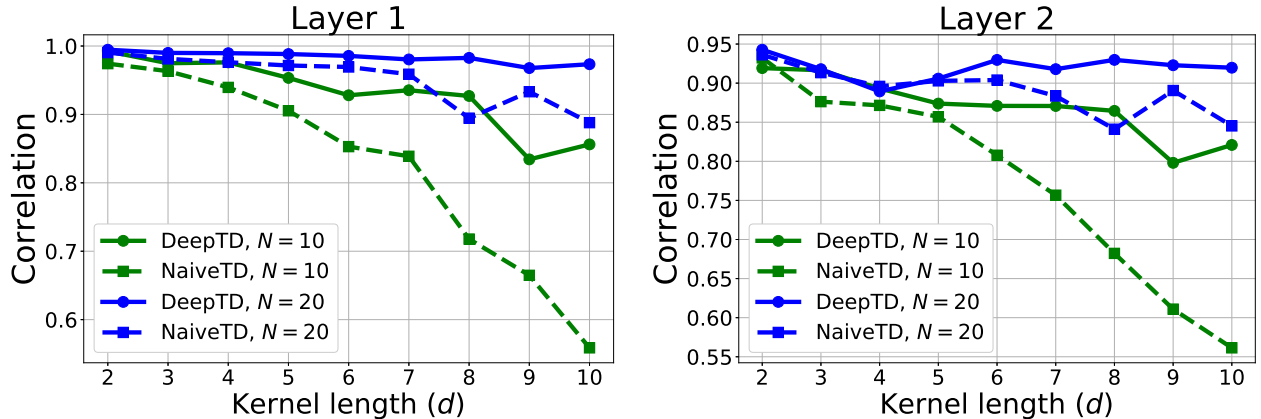 Layer 1
Correlation
1.0
0.9
0.8
0.7
0.6
DeepTD, N = 10
NaiveTD, N = 10
DeepTD, N = 20
NaiveTD, N = 20
2 3 4 5 6 7 8 9 10
Kernel length (d)
Layer 2
Correlation
0.95
0.90
0.85
0.80
0.75
0.70
0.65
0.60
0.55
DeepTD, N = 10
NaiveTD, N = 10
DeepTD, N = 20
NaiveTD, N = 20
2 3 4 5 6 7 8 9 10
Kernel length (d)